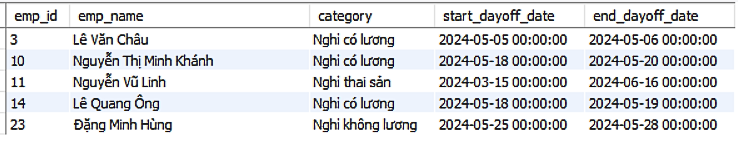 emp_id emp_name category start_dayoff_date end_dayoff_date
3 Lê Văn Châu Nghỉ có lương 2024-05-05 00:00:00 2024-05-06 00:00:00
10 Nguyễn Thị Minh Khánh Nghỉ có lương 2024-05-18 00:00:00 2024-05-20 00:00:00
11 Nguyễn Vũ Linh Nghỉ thai sản 2024-03-15 00:00:00 2024-06-16 00:00:00
14 Lê Quang Ông Nghỉ có lương 2024-05-18 00:00:00 2024-05-19 00:00:00
23 Đặng Minh Hùng Nghỉ không lương 2024-05-25 00:00:00 2024-05-28 00:00:00